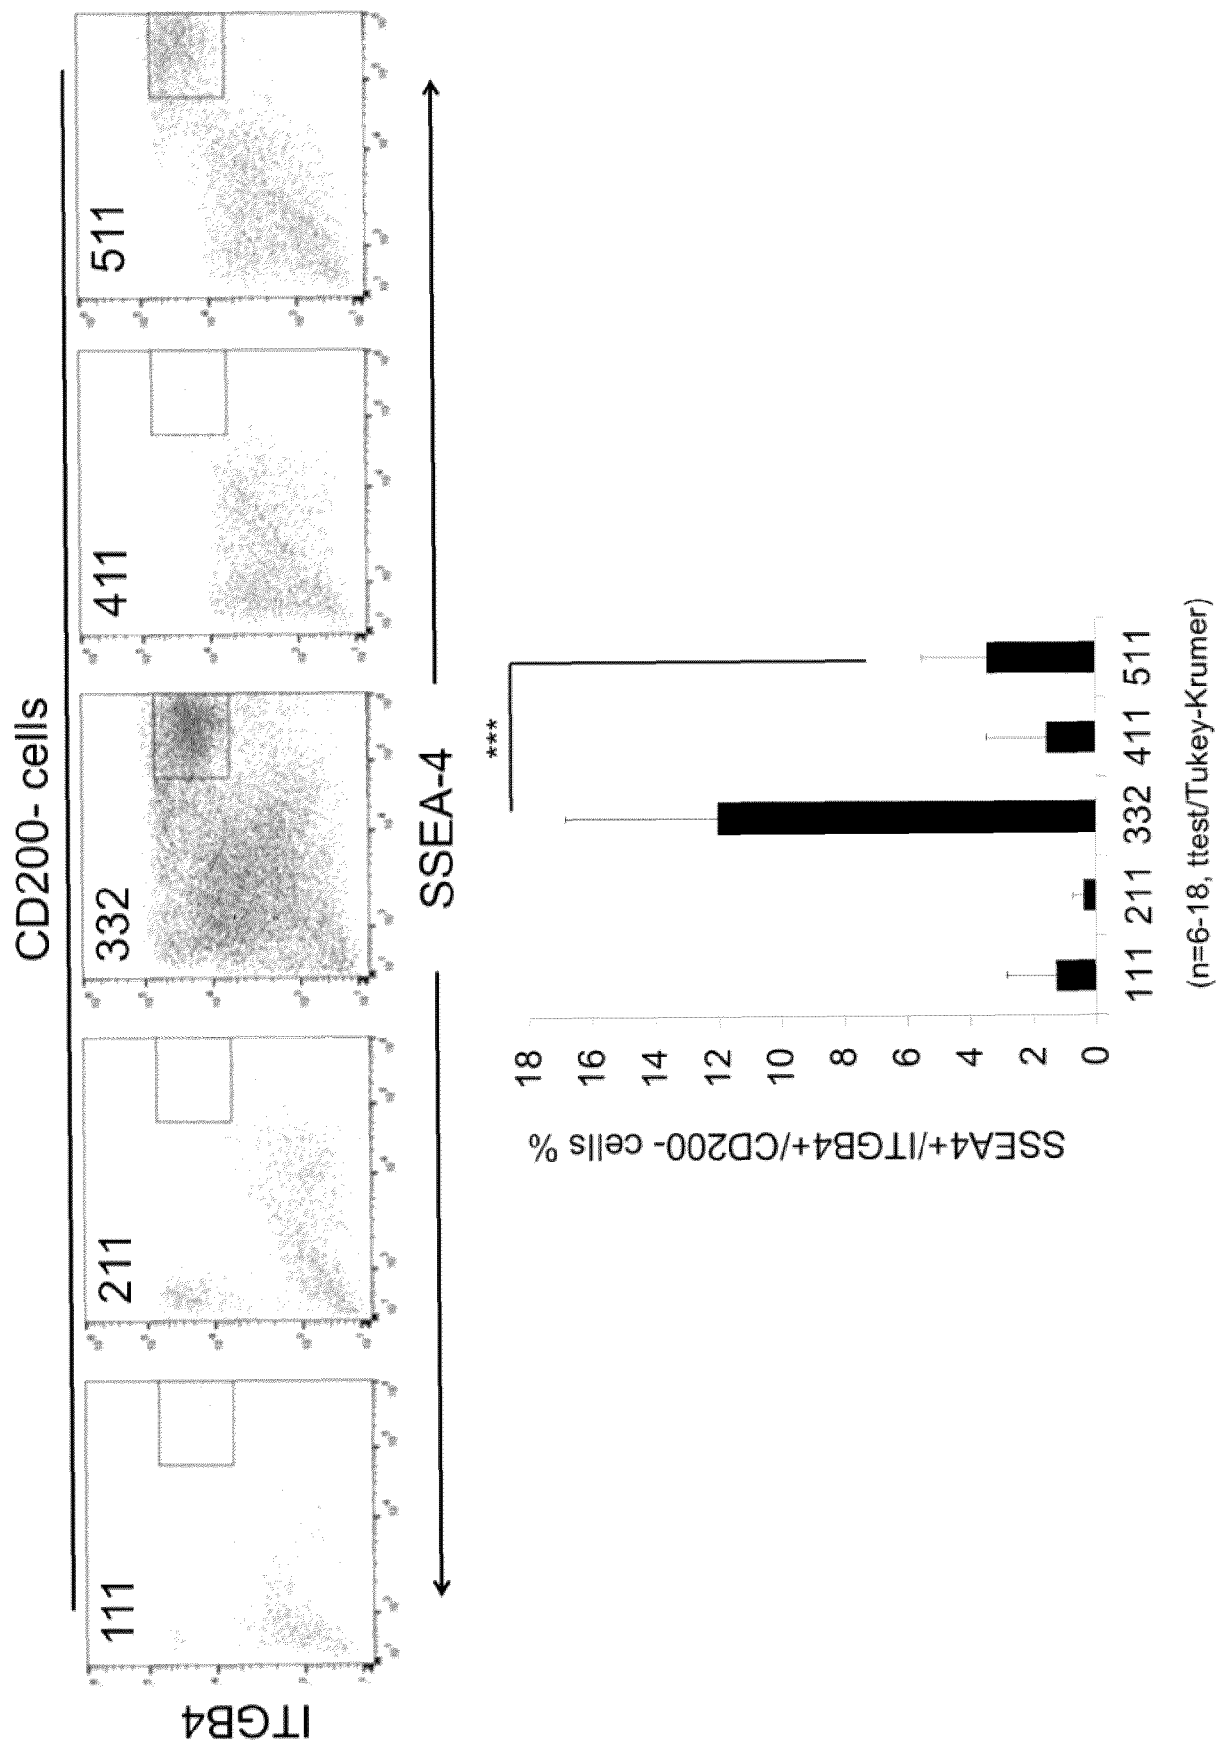 CD200- cells
111
211
332
411
511
ITGB4
SSEA-4
SSEA4+/ITGB4+/CD200- cells %
18
16
14
12
10
8
6
4
2
0
***
111 211 332 411 511
(n=6-18, ttest/Tukey-Krumer)